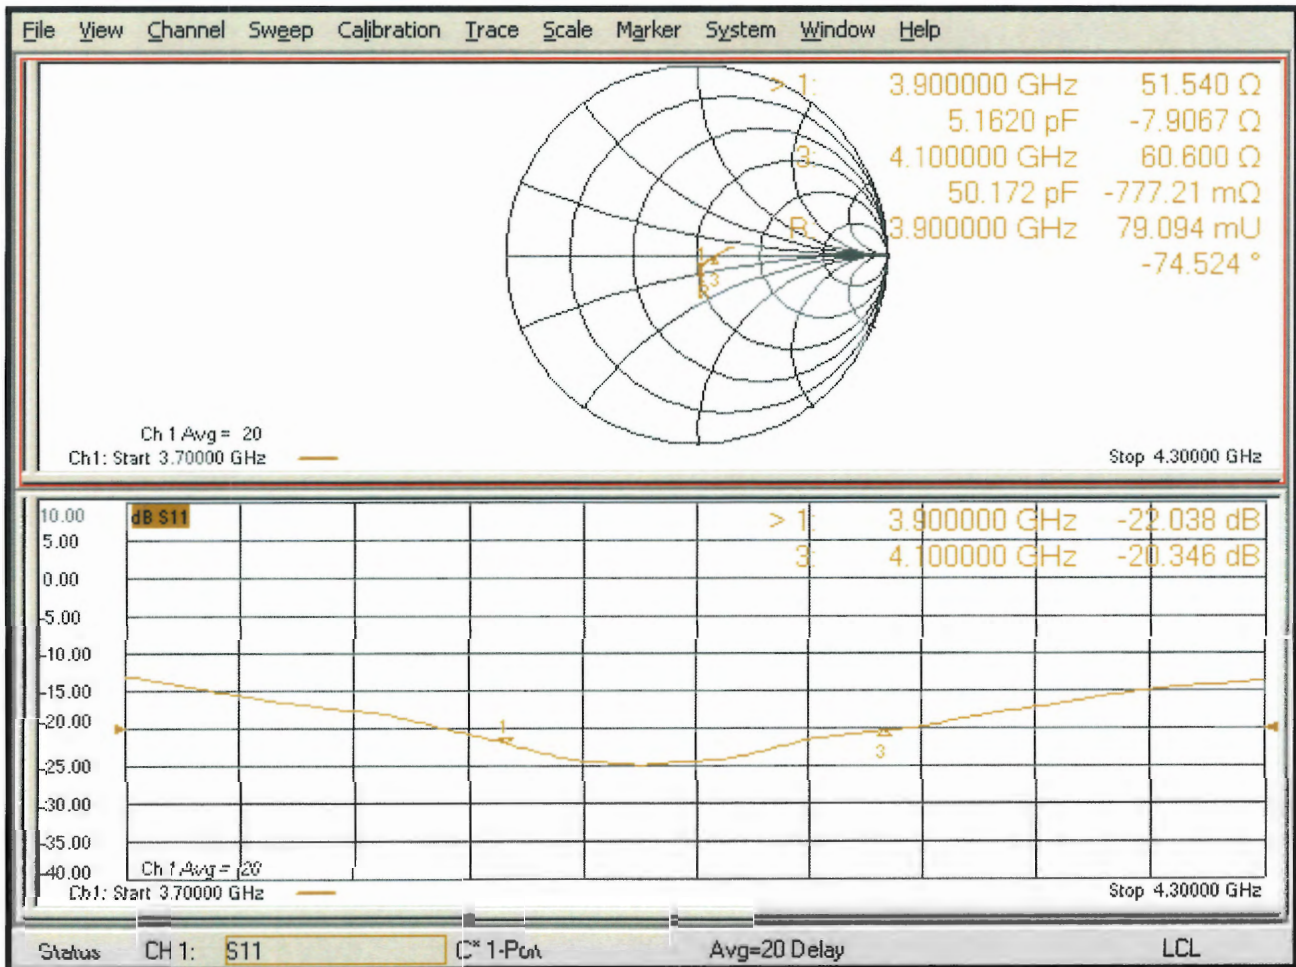 File View Channel Sweep Calibration Trace Scale Marker System Window Help
> 1: 3.900000 GHz 51.540 Ω
5.1620 pF -7.9067 Ω
3: 4.100000 GHz 60.600 Ω
50.172 pF -777.21 mΩ
R: 3.900000 GHz 79.094 mU
-74.524 °
1
3
Ch 1 Avg = 20
Ch1: Start 3.70000 GHz
Stop 4.30000 GHz
10.00
dB S11
> 1: 3.900000 GHz -22.038 dB
5.00
3: 4.100000 GHz -20.346 dB
0.00
-5.00
-10.00
-15.00
-20.00
1
3
-25.00
-30.00
-35.00
-40.00
Ch 1 Avg = 20
Ch1: Start 3.70000 GHz
Stop 4.30000 GHz
Status CH 1: S11 C* 1-Port Avg=20 Delay LCL